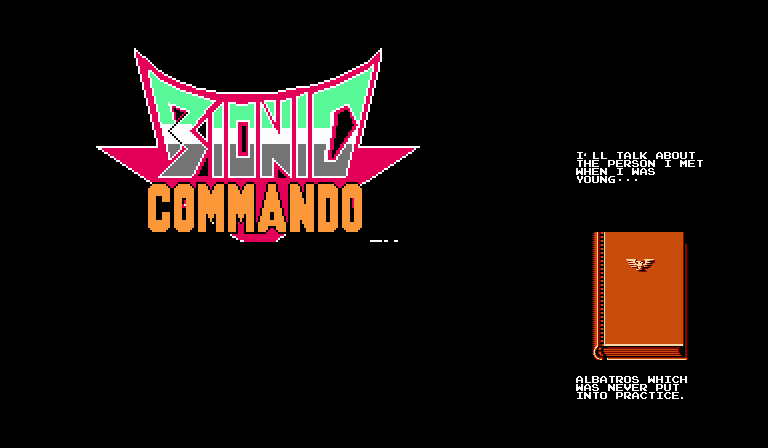 BIONIC
COMMANDO
I'LL TALK ABOUT
THE PERSON I MET
WHEN I WAS
YOUNG···
ALBATROS WHICH
WAS NEVER PUT
INTO PRACTICE.